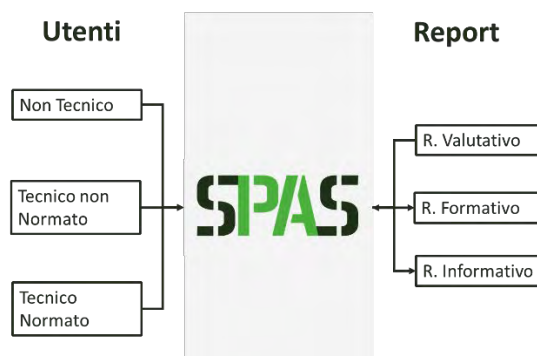 Utenti
Non Tecnico
Tecnico non
Normato
Tecnico
Normato
SPAS
Report
R. Valutativo
R. Formativo
R. Informativo